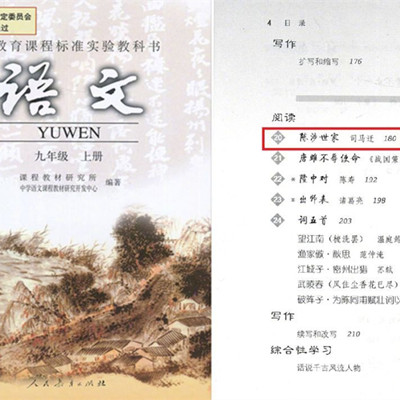 定委员会
过
教育课程标准实验教科书
语文
YUWEN
九年级 上册
课程教材研究所
中学语文课程教材研究开发中心 编著
人民教育出版社
4 目录
写作
扩写和缩写 176
阅读
21 唐雎不辱使命 《战国策
陈涉世家 司马迁 180
22 *隆中对 陈寿 192
23 出师表 诸葛亮 198
24 词五首 203
望江南(梳洗罢) 温庭
渔家傲·秋思 范仲淹
江城子·密州出猎 苏轼
武陵春(风住尘香花已尽)
破阵子·为陈同甫赋壮词以
写作
续写和改写 210
综合性学习
话说千古风流人物